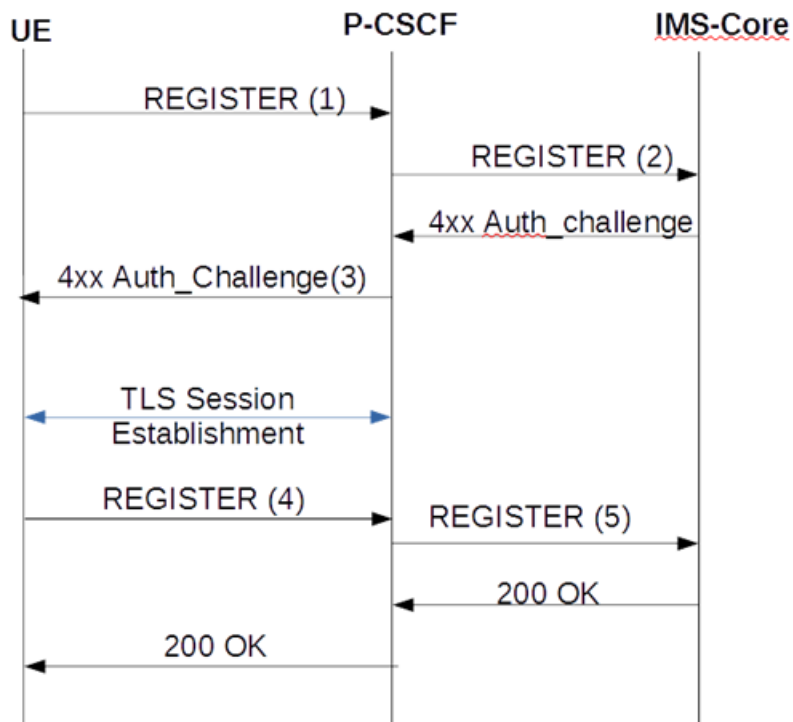 UE P-CSCF IMS-Core
REGISTER (1)
REGISTER (2)
4xx Auth_challenge
4xx Auth_Challenge(3)
TLS Session
Establishment
REGISTER (4)
REGISTER (5)
200 OK
200 OK